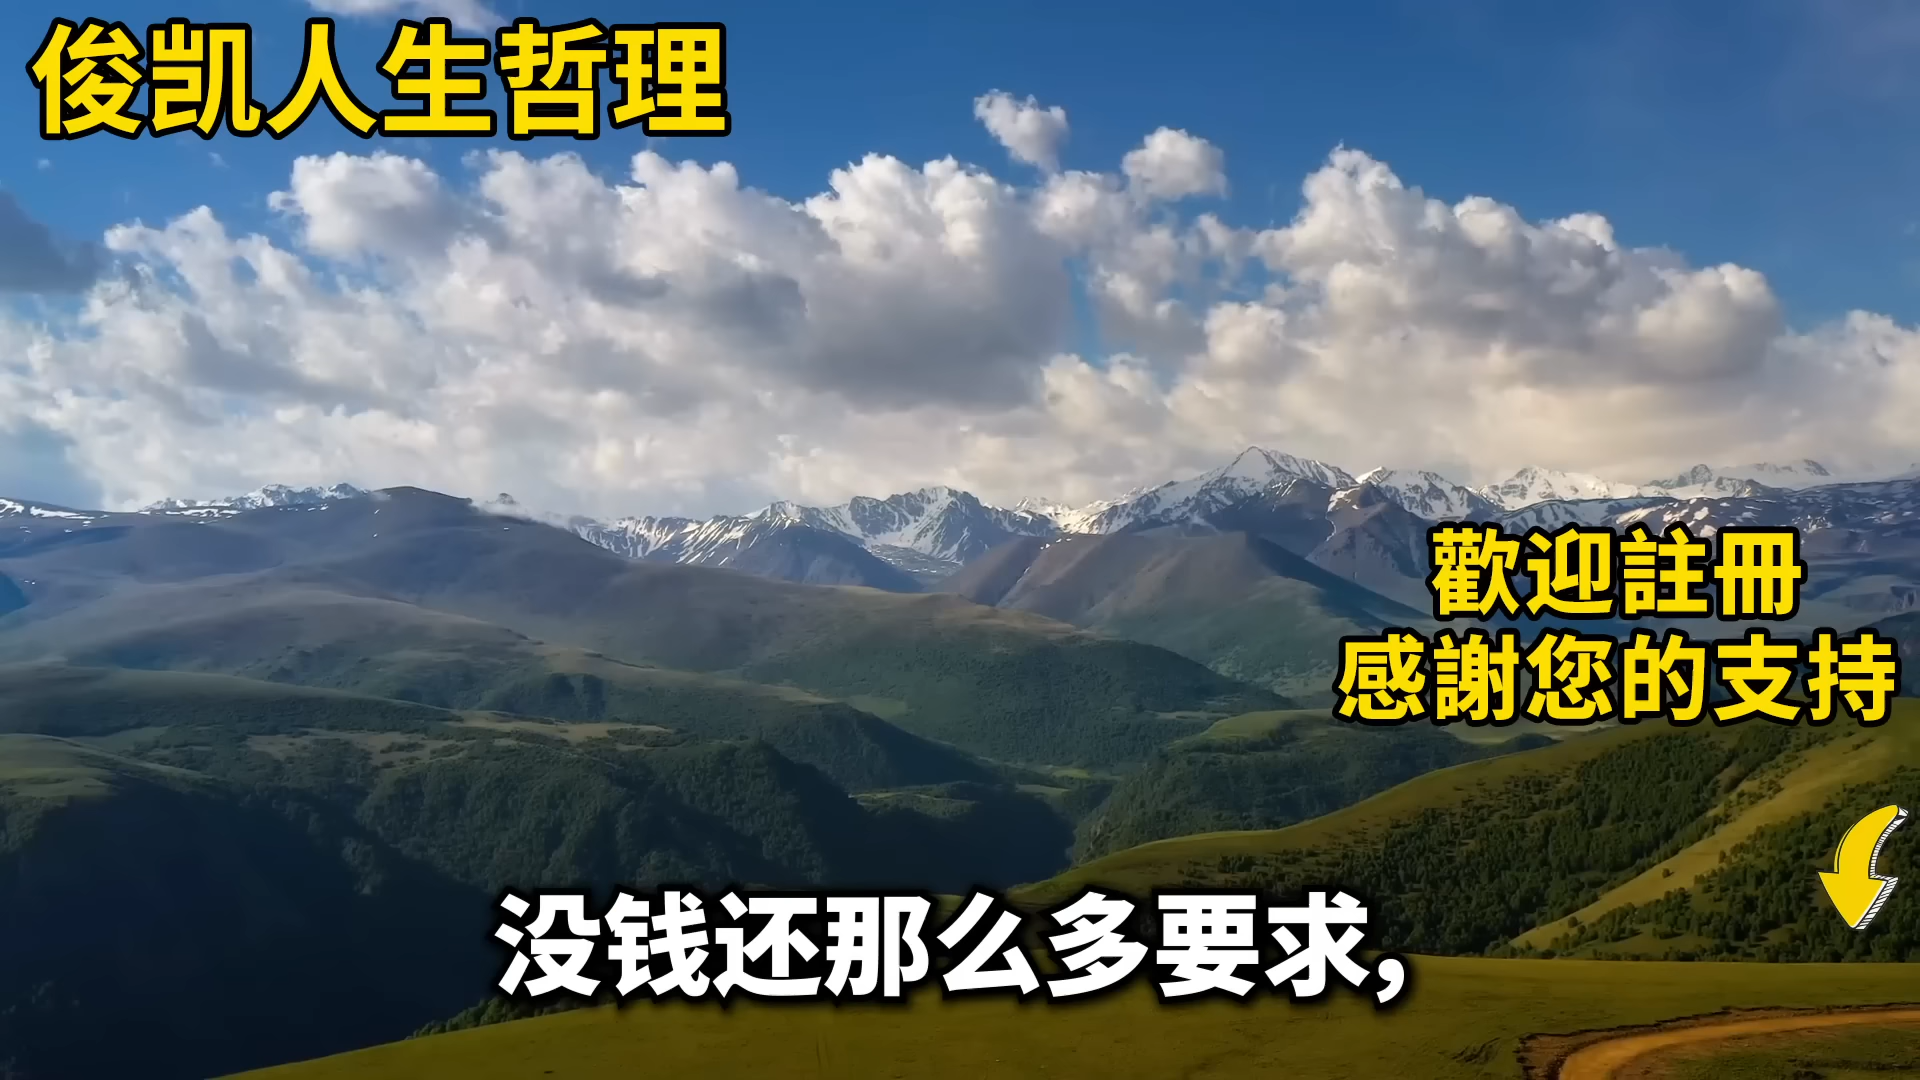 俊凯人生哲理
歡迎註冊
感謝您的支持
没钱还那么多要求,